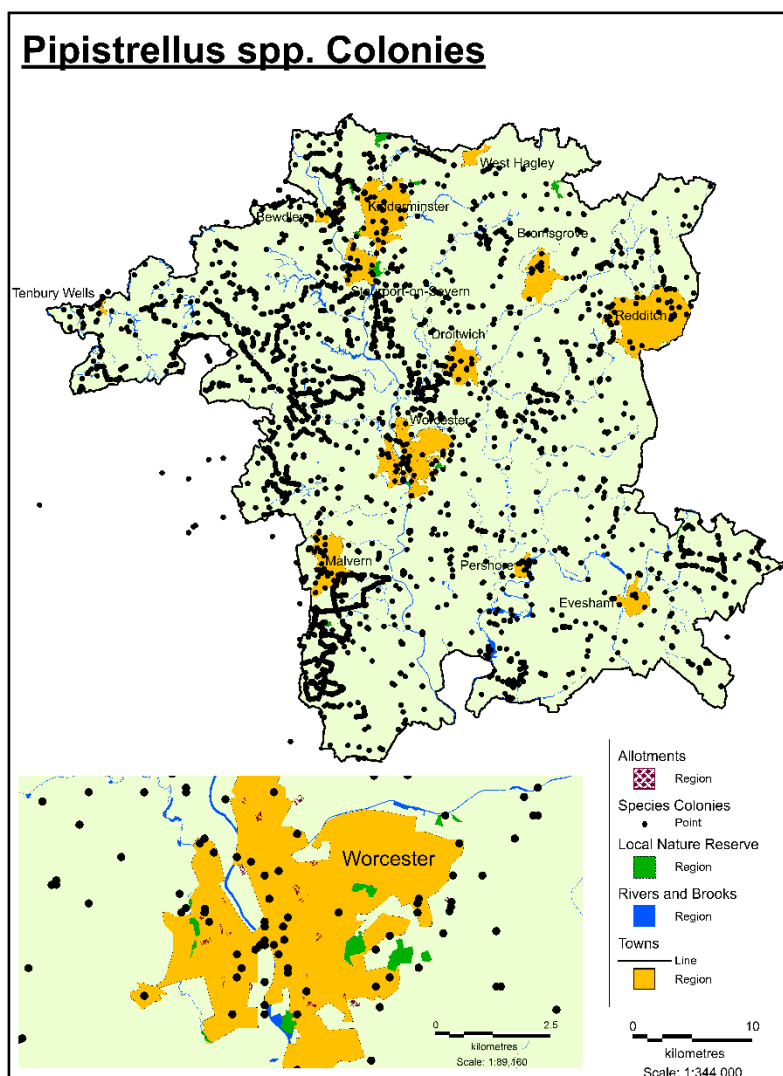 Pipistrellus spp. Colonies
West Hagley
Kidderminster
Bewdley
Bromsgrove
Tenbury Wells
Stourport-on-Severn
Redditch
Droitwich
Worcester
Malvern
Pershore
Evesham
Allotments
Region
Species Colonies
Point
Local Nature Reserve
Region
Rivers and Brooks
Region
Towns
Line
Region
Worcester
0 2.5
kilometres
Scale: 1:89,160
0 10
kilometres
Scale: 1:344,000